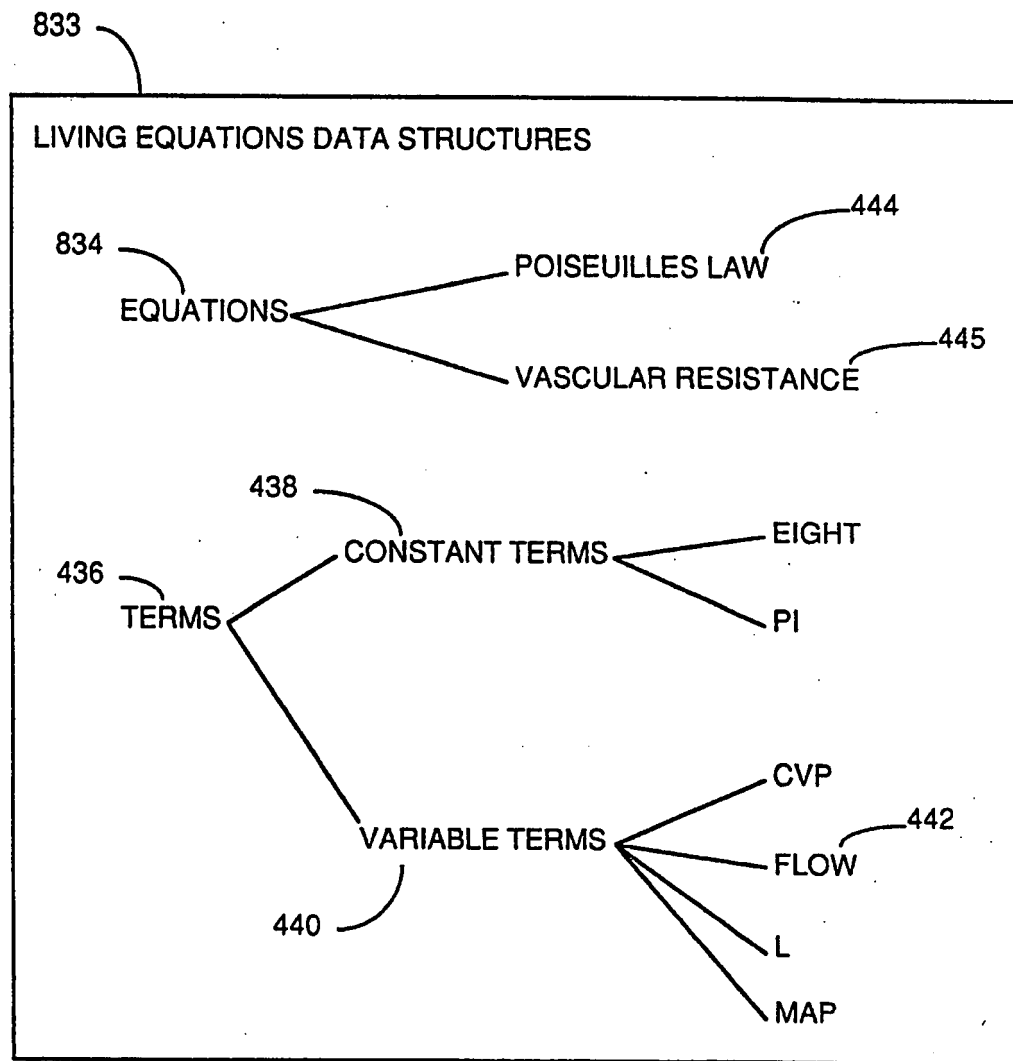 833
LIVING EQUATIONS DATA STRUCTURES
444
834
POISEUILLES LAW
EQUATIONS
445
VASCULAR RESISTANCE
438
EIGHT
CONSTANT TERMS
436
TERMS
PI
CVP
442
VARIABLE TERMS
FLOW
440
L
MAP